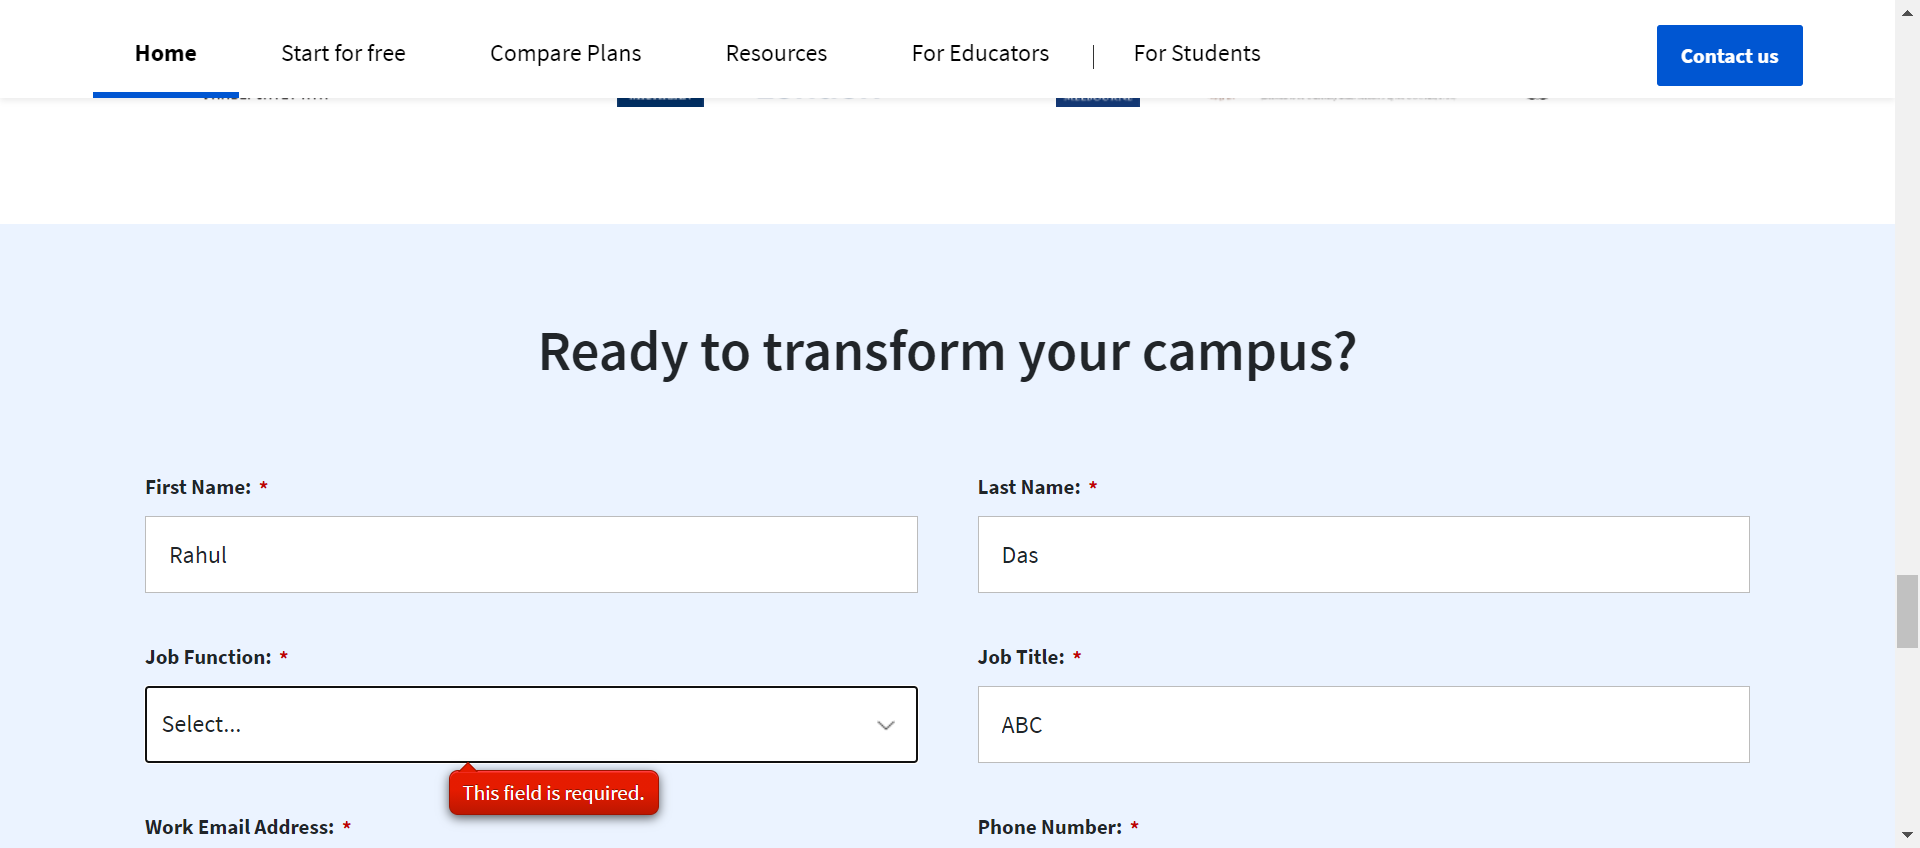 Home Start for free Compare Plans Resources For Educators | For Students Contact us
MELBOURNE
Ready to transform your campus?
First Name: * Last Name: *
Rahul Das
Job Function: * Job Title: *
Select... ABC
This field is required.
Work Email Address: * Phone Number: *